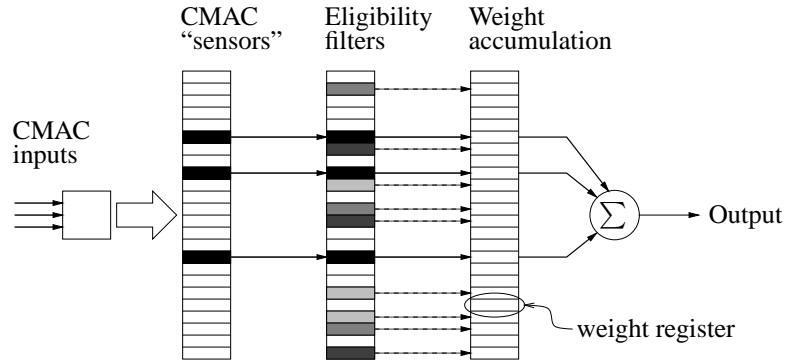 CMAC
“sensors”
Eligibility
filters
Weight
accumulation
CMAC
inputs
Σ
Output
weight register